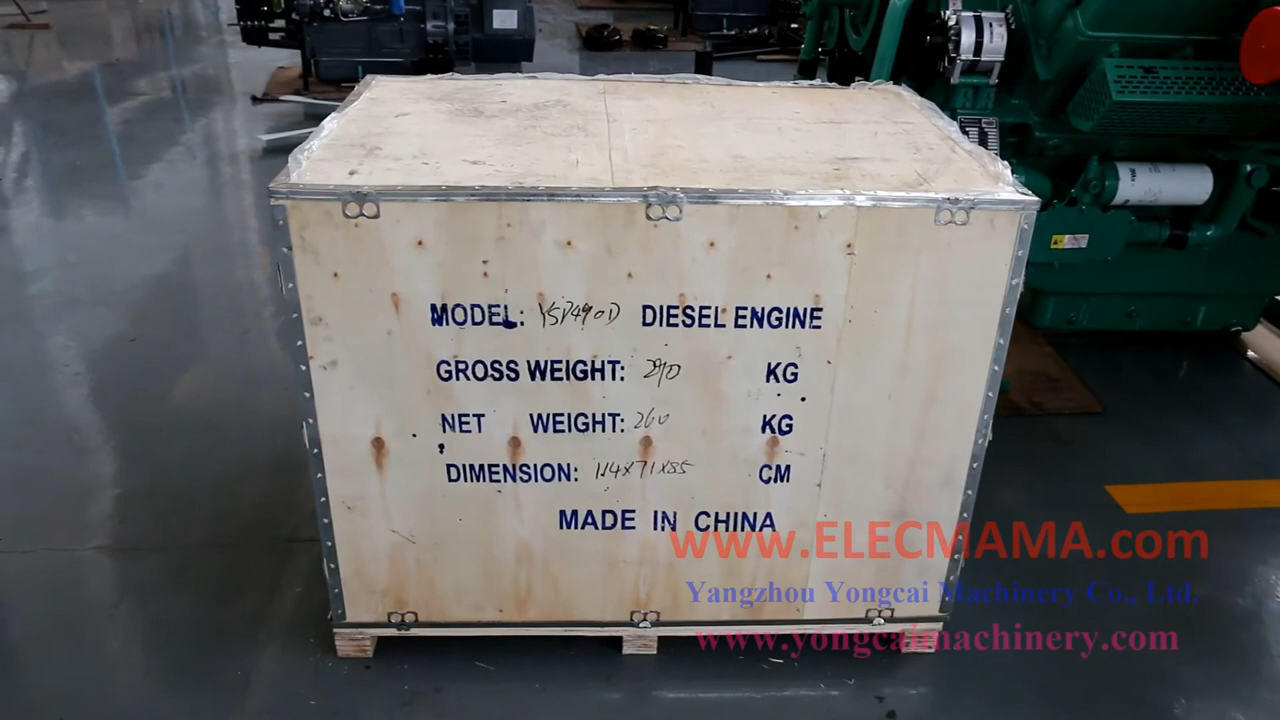 MODEL: YSD490D DIESEL ENGINE
GROSS WEIGHT: 290 KG
NET WEIGHT: 260 KG
DIMENSION: 114X71X85 CM
MADE IN CHINA
www.ELECMAMA.com
Yangzhou Yongcai Machinery Co., Ltd.
www.yongcaimachinery.com